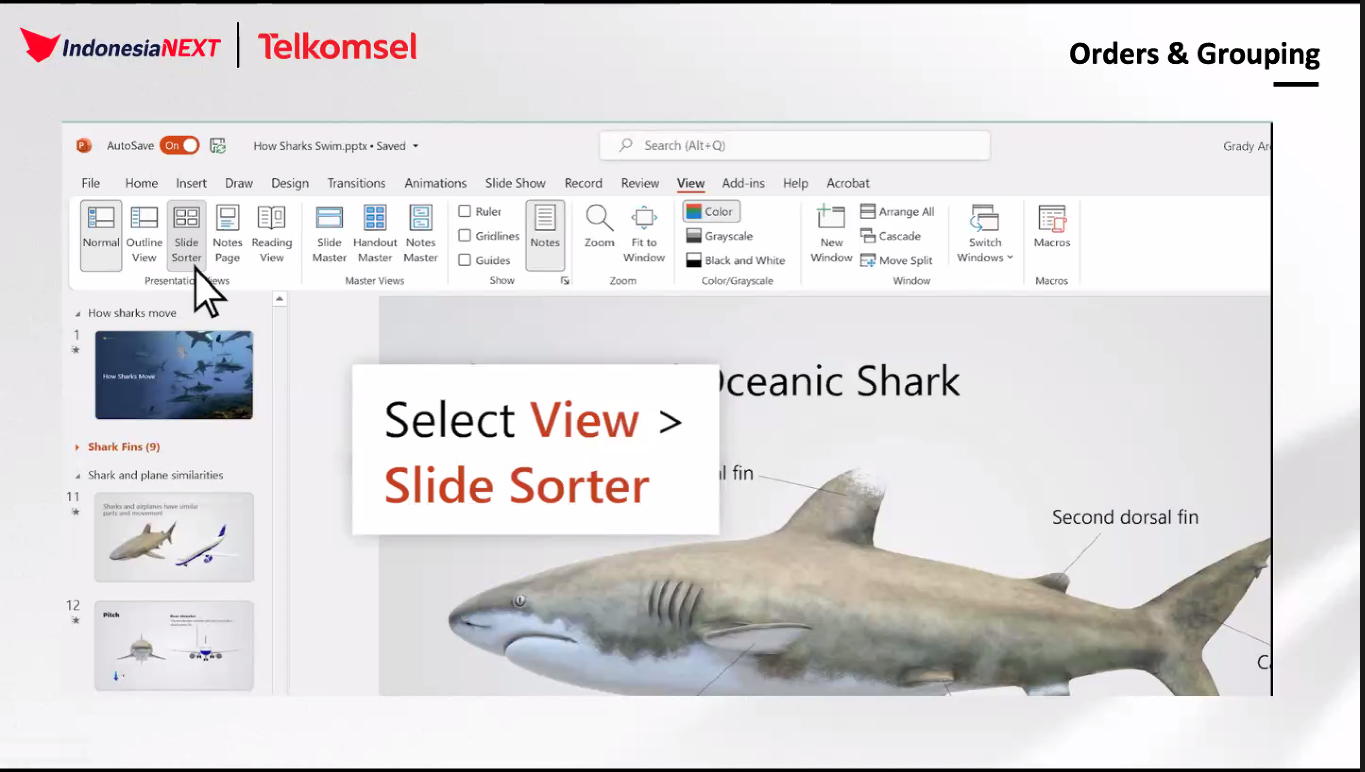 IndonesiaNEXT Telkomsel
Orders & Grouping
AutoSave On How Sharks Swim.pptx • Saved Search (Alt+Q) Grady Ar
File Home Insert Draw Design Transitions Animations Slide Show Record Review View Add-ins Help Acrobat
Normal Outline View Slide Sorter Notes Page Reading View
Presentation Views
Slide Master Handout Master Notes Master
Master Views
Ruler
Gridlines
Guides
Notes
Show
Zoom Fit to Window
Zoom
Color
Grayscale
Black and White
Color/Grayscale
New Window Arrange All
Cascade
Move Split
Switch Windows
Window
Macros
Macros
How sharks move
1
How Sharks Move
Shark Fins (9)
Shark and plane similarities
11
Sharks and airplanes have similar
parts and movement
12
Pitch
Oceanic Shark
Select View >
Slide Sorter
l fin
Second dorsal fin
Ca